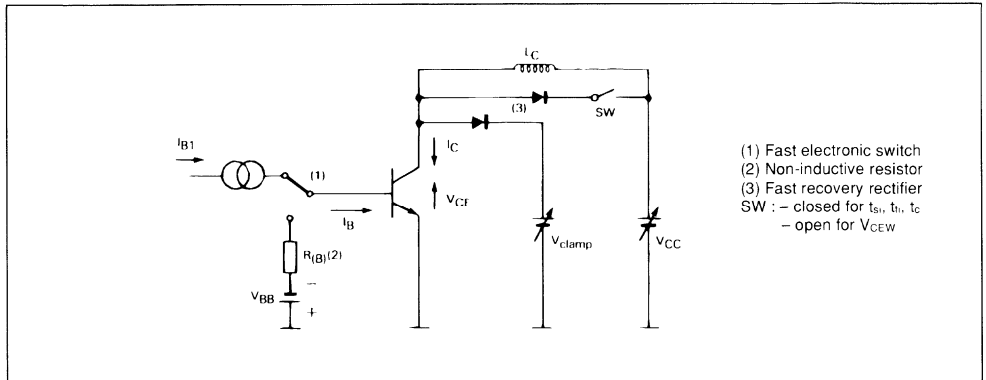 LC
(3)
SW
IB1
(1)
IC
VCE
IB
R(B)(2)
–
VBB
+
Vclamp
VCC
(1) Fast electronic switch
(2) Non-inductive resistor
(3) Fast recovery rectifier
SW : – closed for tsi, tfi, tc
– open for VCEW